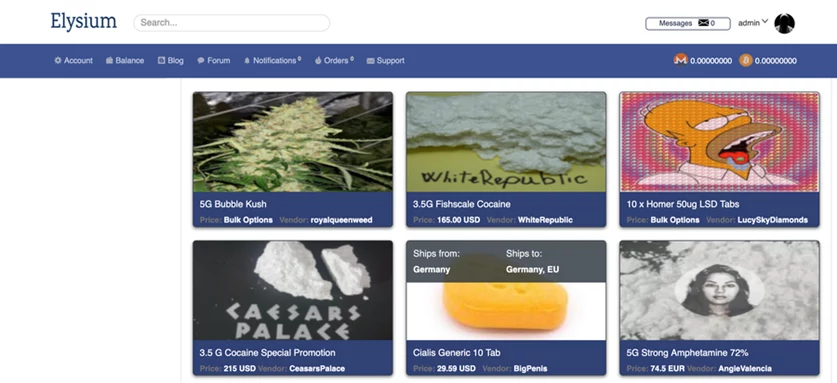 Elysium
Search...
Messages 0
admin
Account
Balance
Blog
Forum
Notifications 0
Orders 0
Support
0.00000000
0.00000000
WhiteRepublic
5G Bubble Kush
Price: Bulk Options Vendor: royalqueenweed
3.5G Fishscale Cocaine
Price: 165.00 USD Vendor: WhiteRepublic
10 x Homer 50ug LSD Tabs
Price: Bulk Options Vendor: LucySkyDiamonds
CAESARS
PALACE
Ships from:
Ships to:
Germany
Germany, EU
3.5 G Cocaine Special Promotion
Price: 215 USD Vendor: CeasarsPalace
Cialis Generic 10 Tab
Price: 29.59 USD Vendor: BigPenis
5G Strong Amphetamine 72%
Price: 74.5 EUR Vendor: AngieValencia